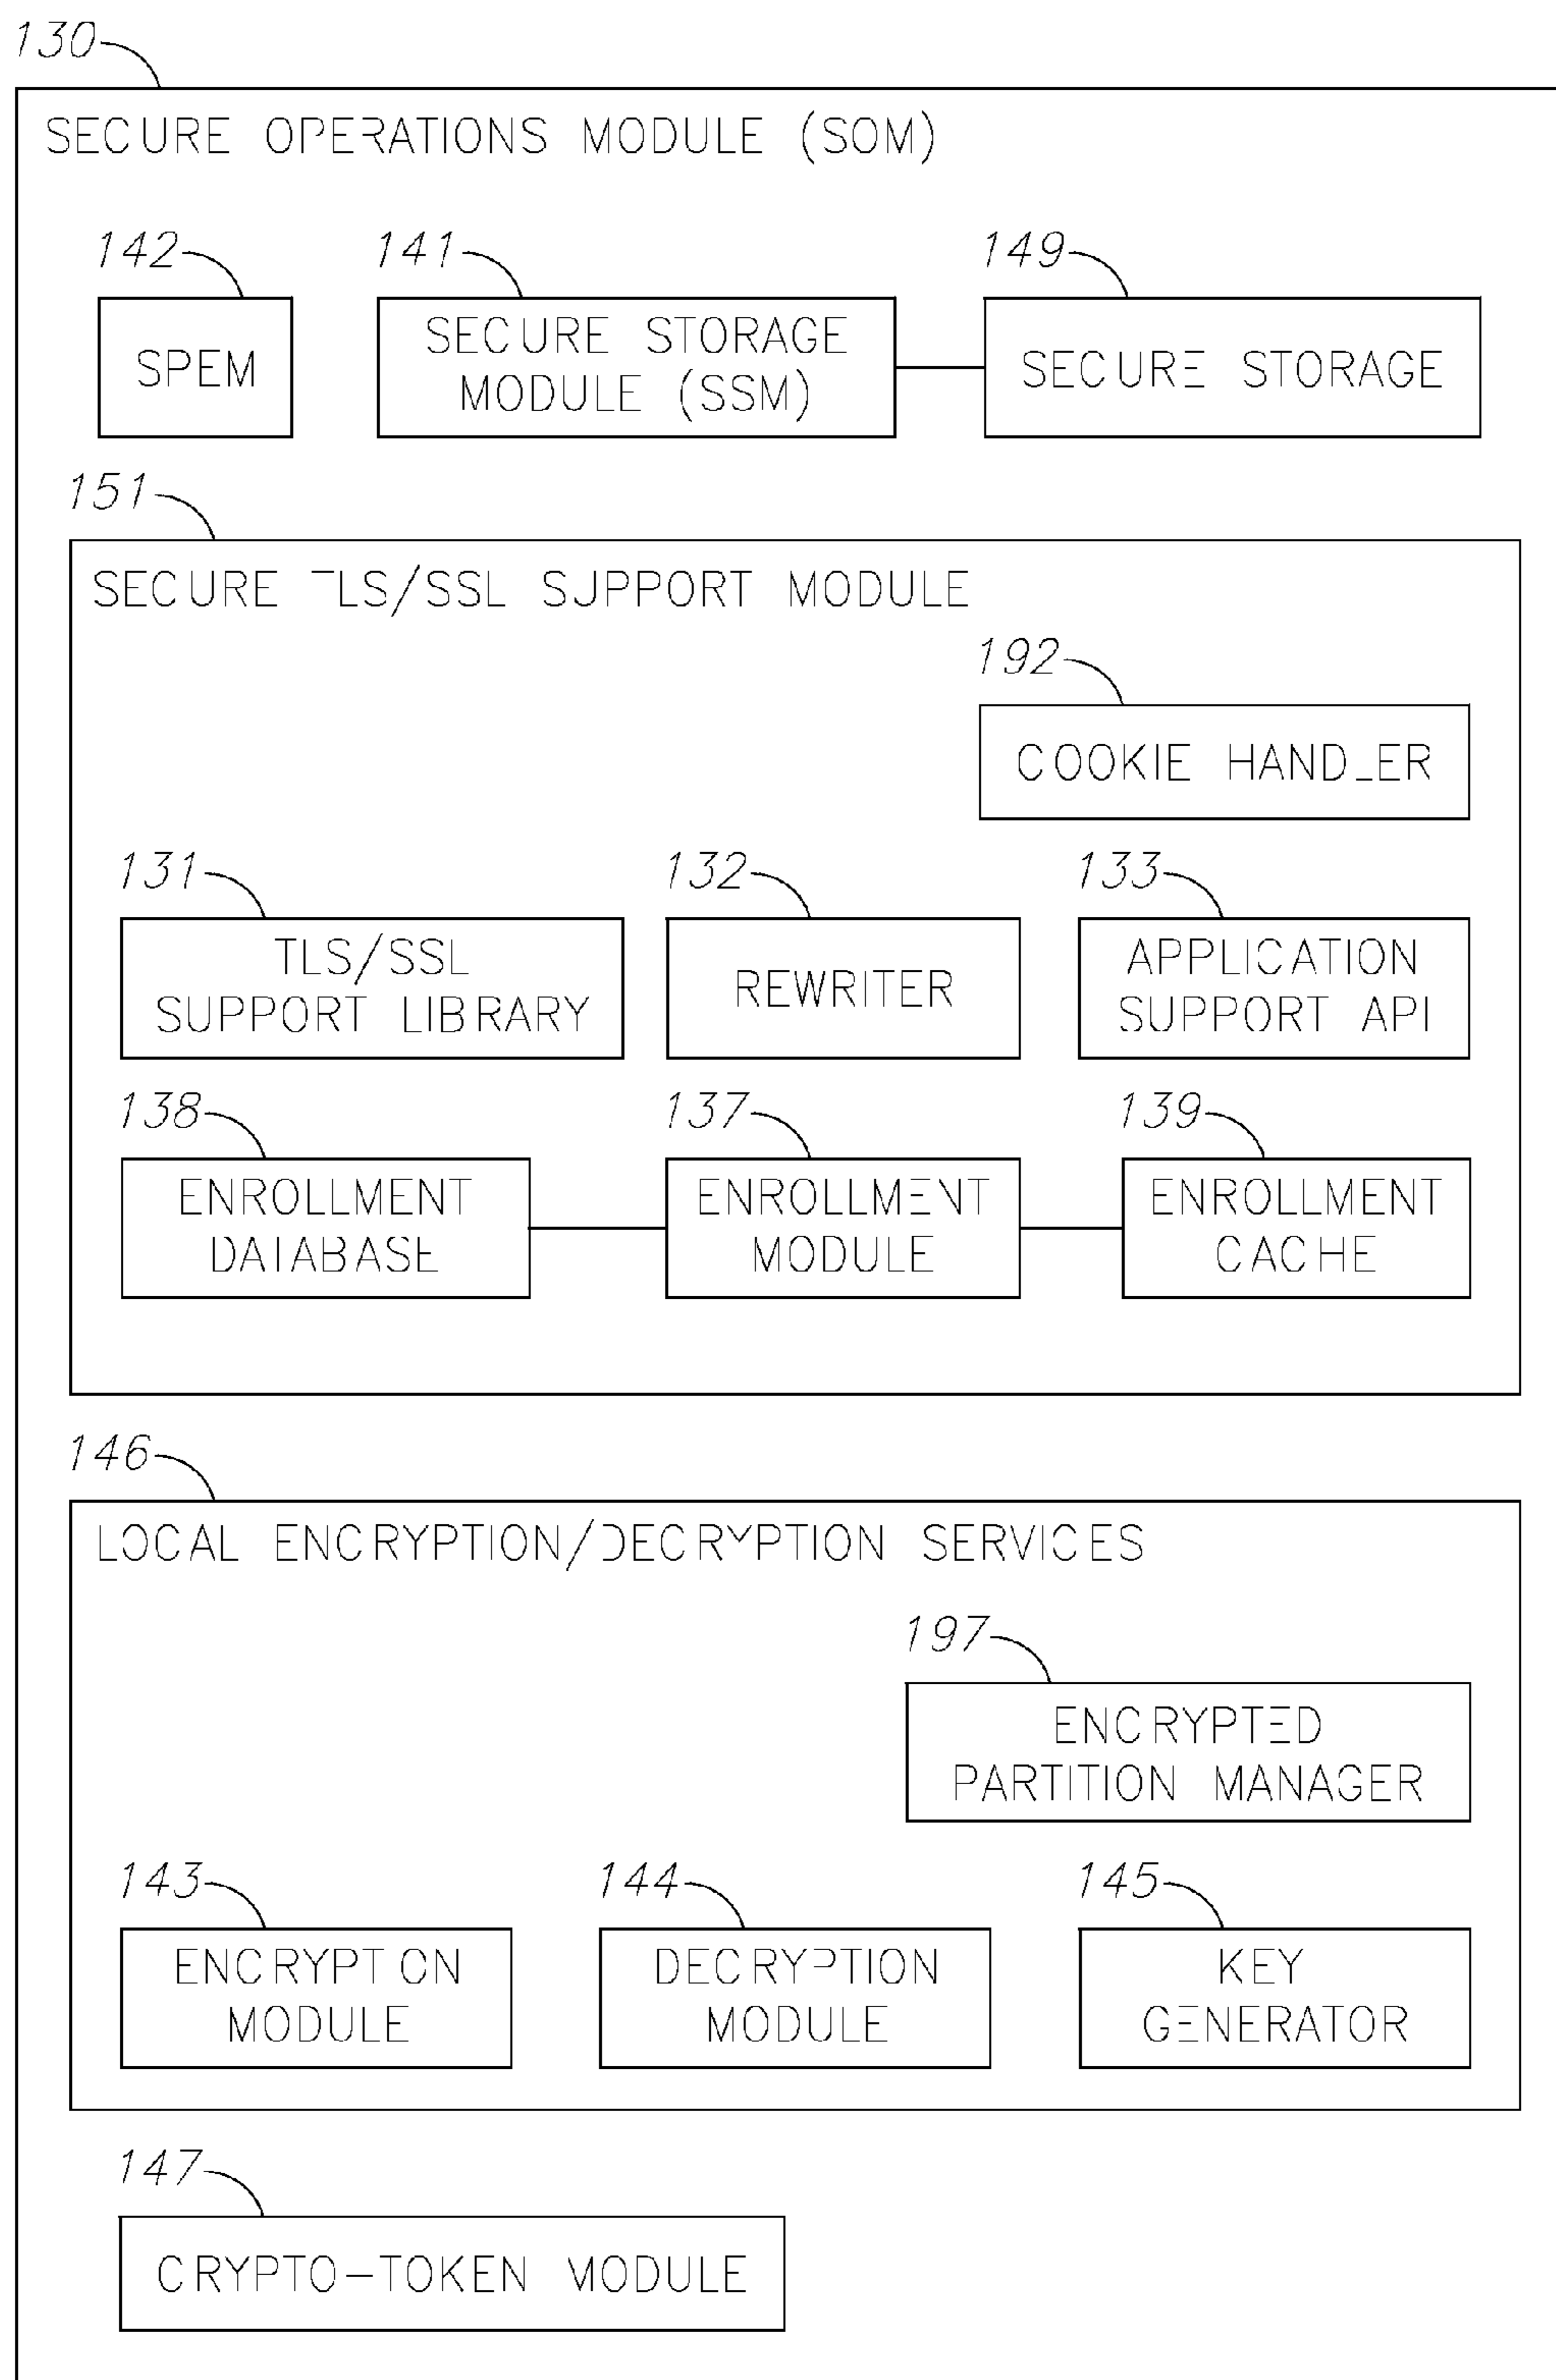 130
SECURE OPERATIONS MODULE (SOM)
142
141
149
SPEM
SECURE STORAGE
MODULE (SSM)
SECURE STORAGE
151
SECURE TLS/SSL SUPPORT MODULE
192
COOKIE HANDLER
131
132
133
TLS/SSL
SUPPORT LIBRARY
REWRITER
APPLICATION
SUPPORT API
138
137
139
ENROLLMENT
DATABASE
ENROLLMENT
MODULE
ENROLLMENT
CACHE
146
LOCAL ENCRYPTION/DECRYPTION SERVICES
197
ENCRYPTED
PARTITION MANAGER
143
144
145
ENCRYPTION
MODULE
DECRYPTION
MODULE
KEY
GENERATOR
147
CRYPTO-TOKEN MODULE